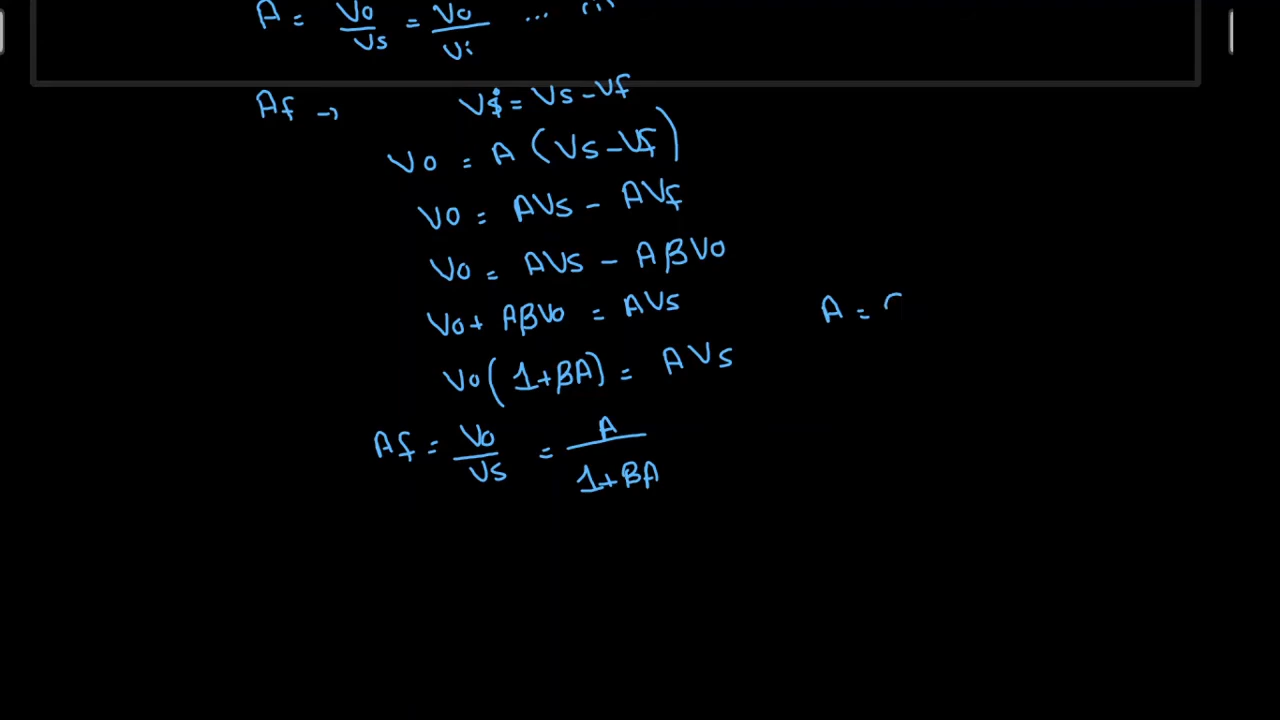 A = Vo/Vs = Vo/Vi ...
Af → Vi = Vs - Vf
Vo = A (Vs - Vf)
Vo = AVs - AVf
Vo = AVs - AβVo
Vo + AβVo = AVs
A =
Vo(1+βA) = AVs
Af = Vo/Vs = A/1+βA